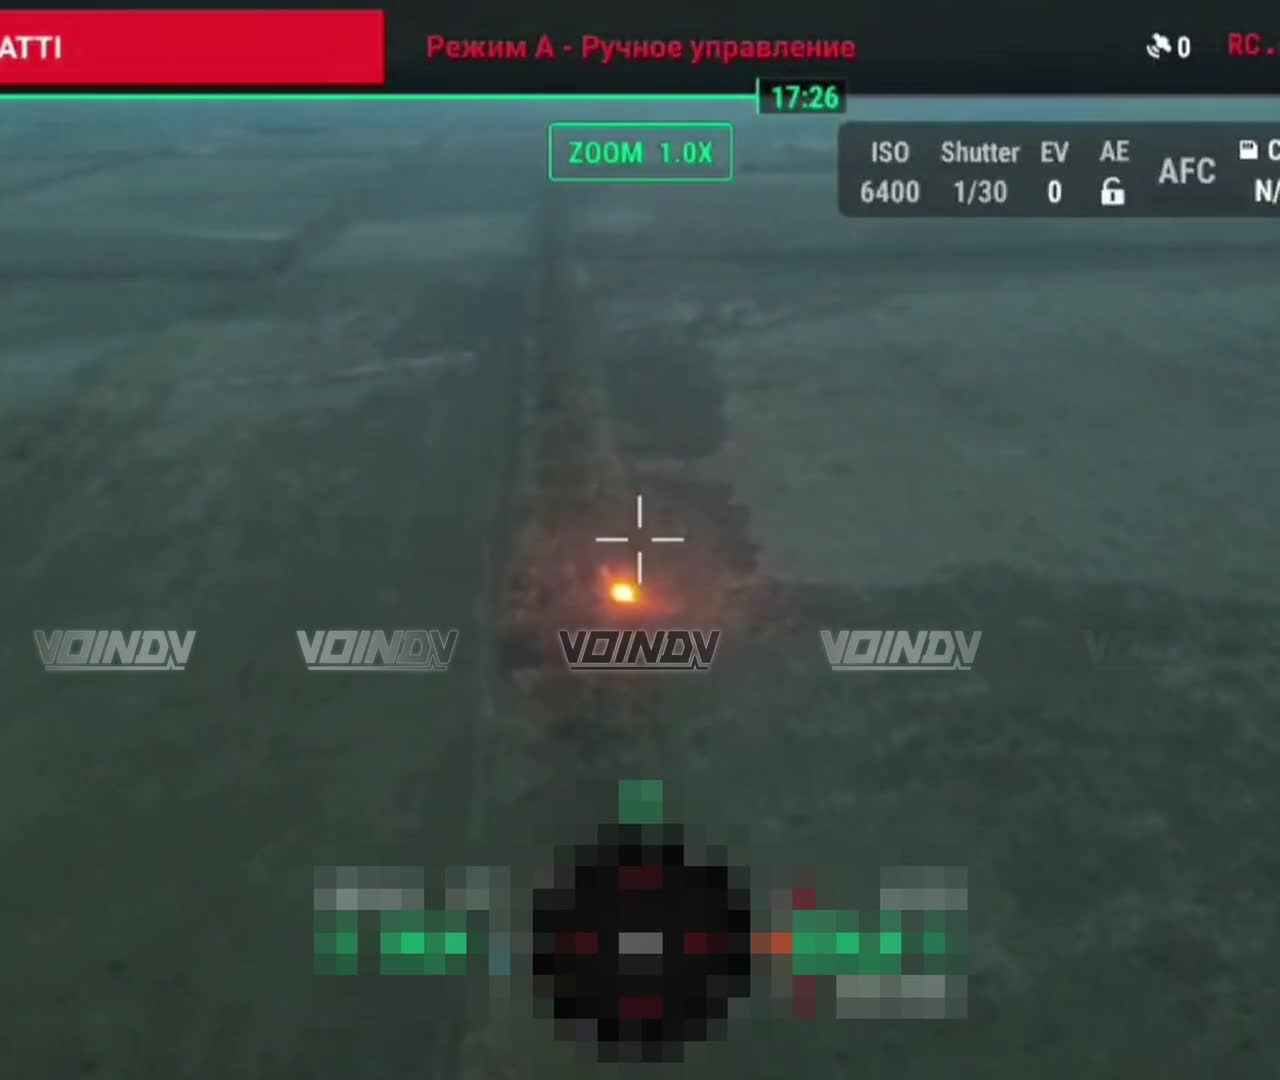 ATTI
Режим A - Ручное управление
0
RC.
17:26
ZOOM 1.0X
ISO Shutter EV AE
6400 1/30 0
AFC
C
N/
VOINDV VOINDV VOINDV VOINDV